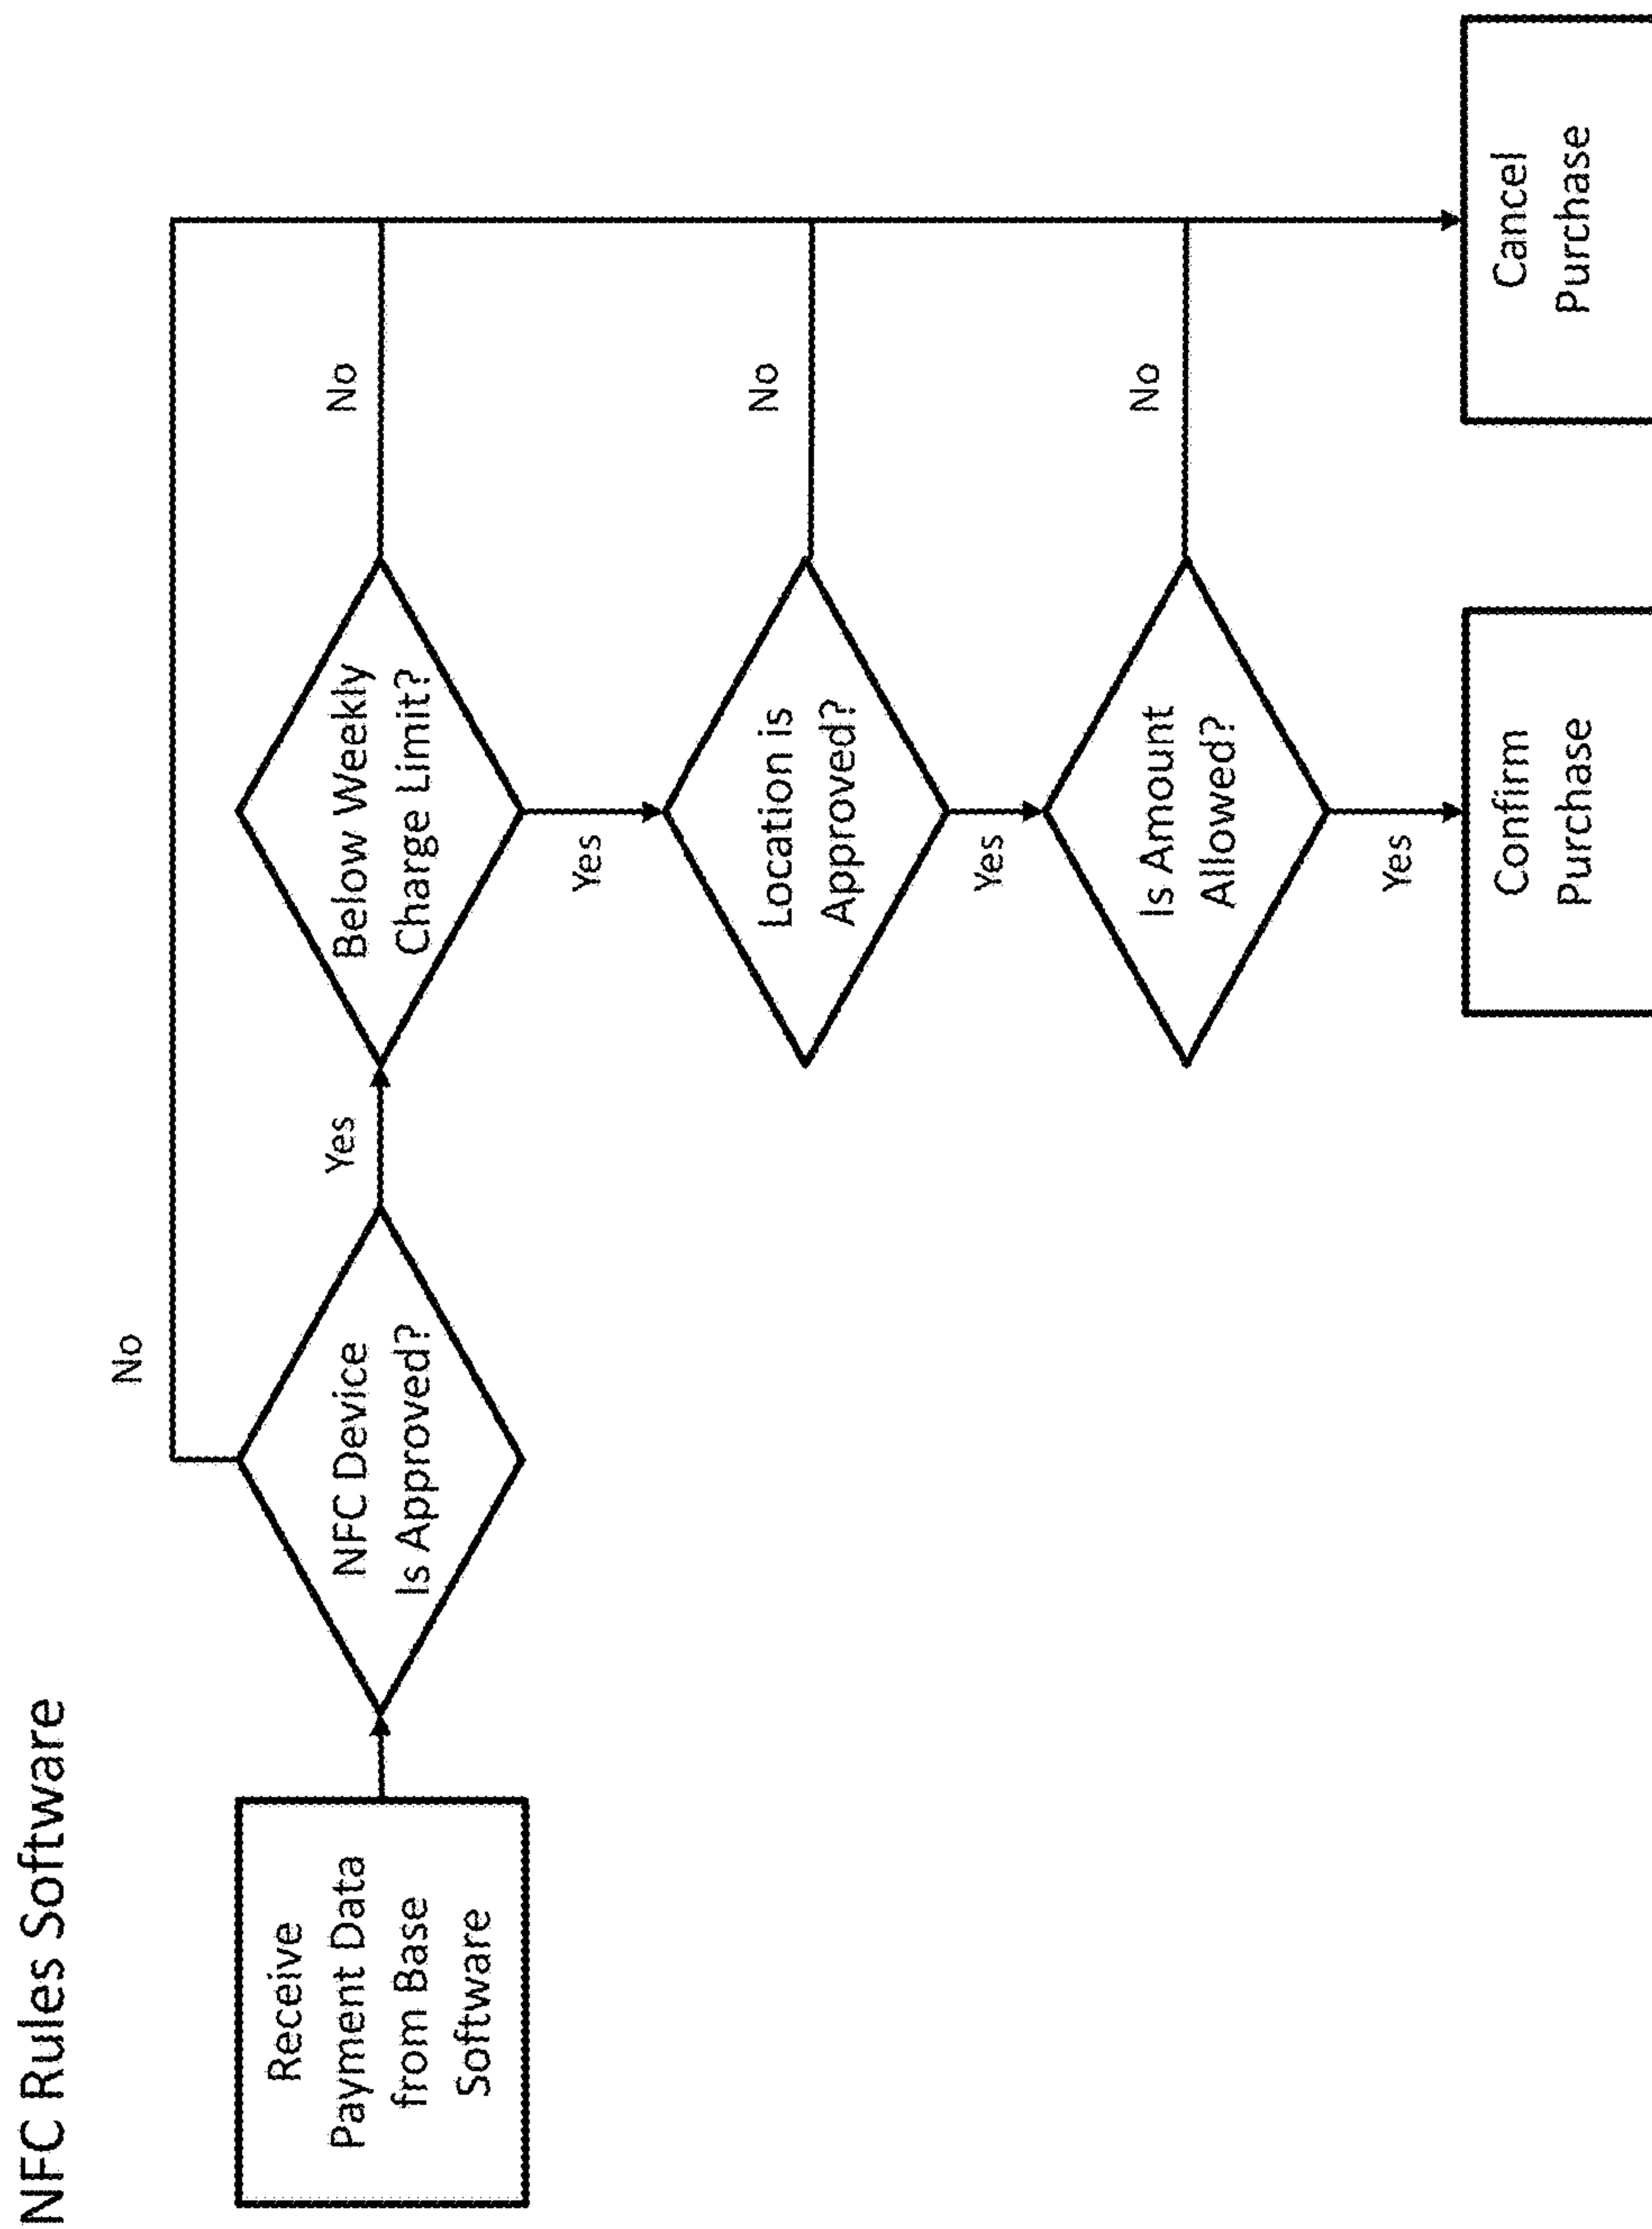 NFC Rules Software
Receive
Payment Data
from Base
Software
NFC Device
Is Approved?
No
Yes
Below Weekly
Charge Limit?
No
Yes
Location is
Approved?
No
Yes
Is Amount
Allowed?
No
Yes
Confirm
Purchase
Cancel
Purchase